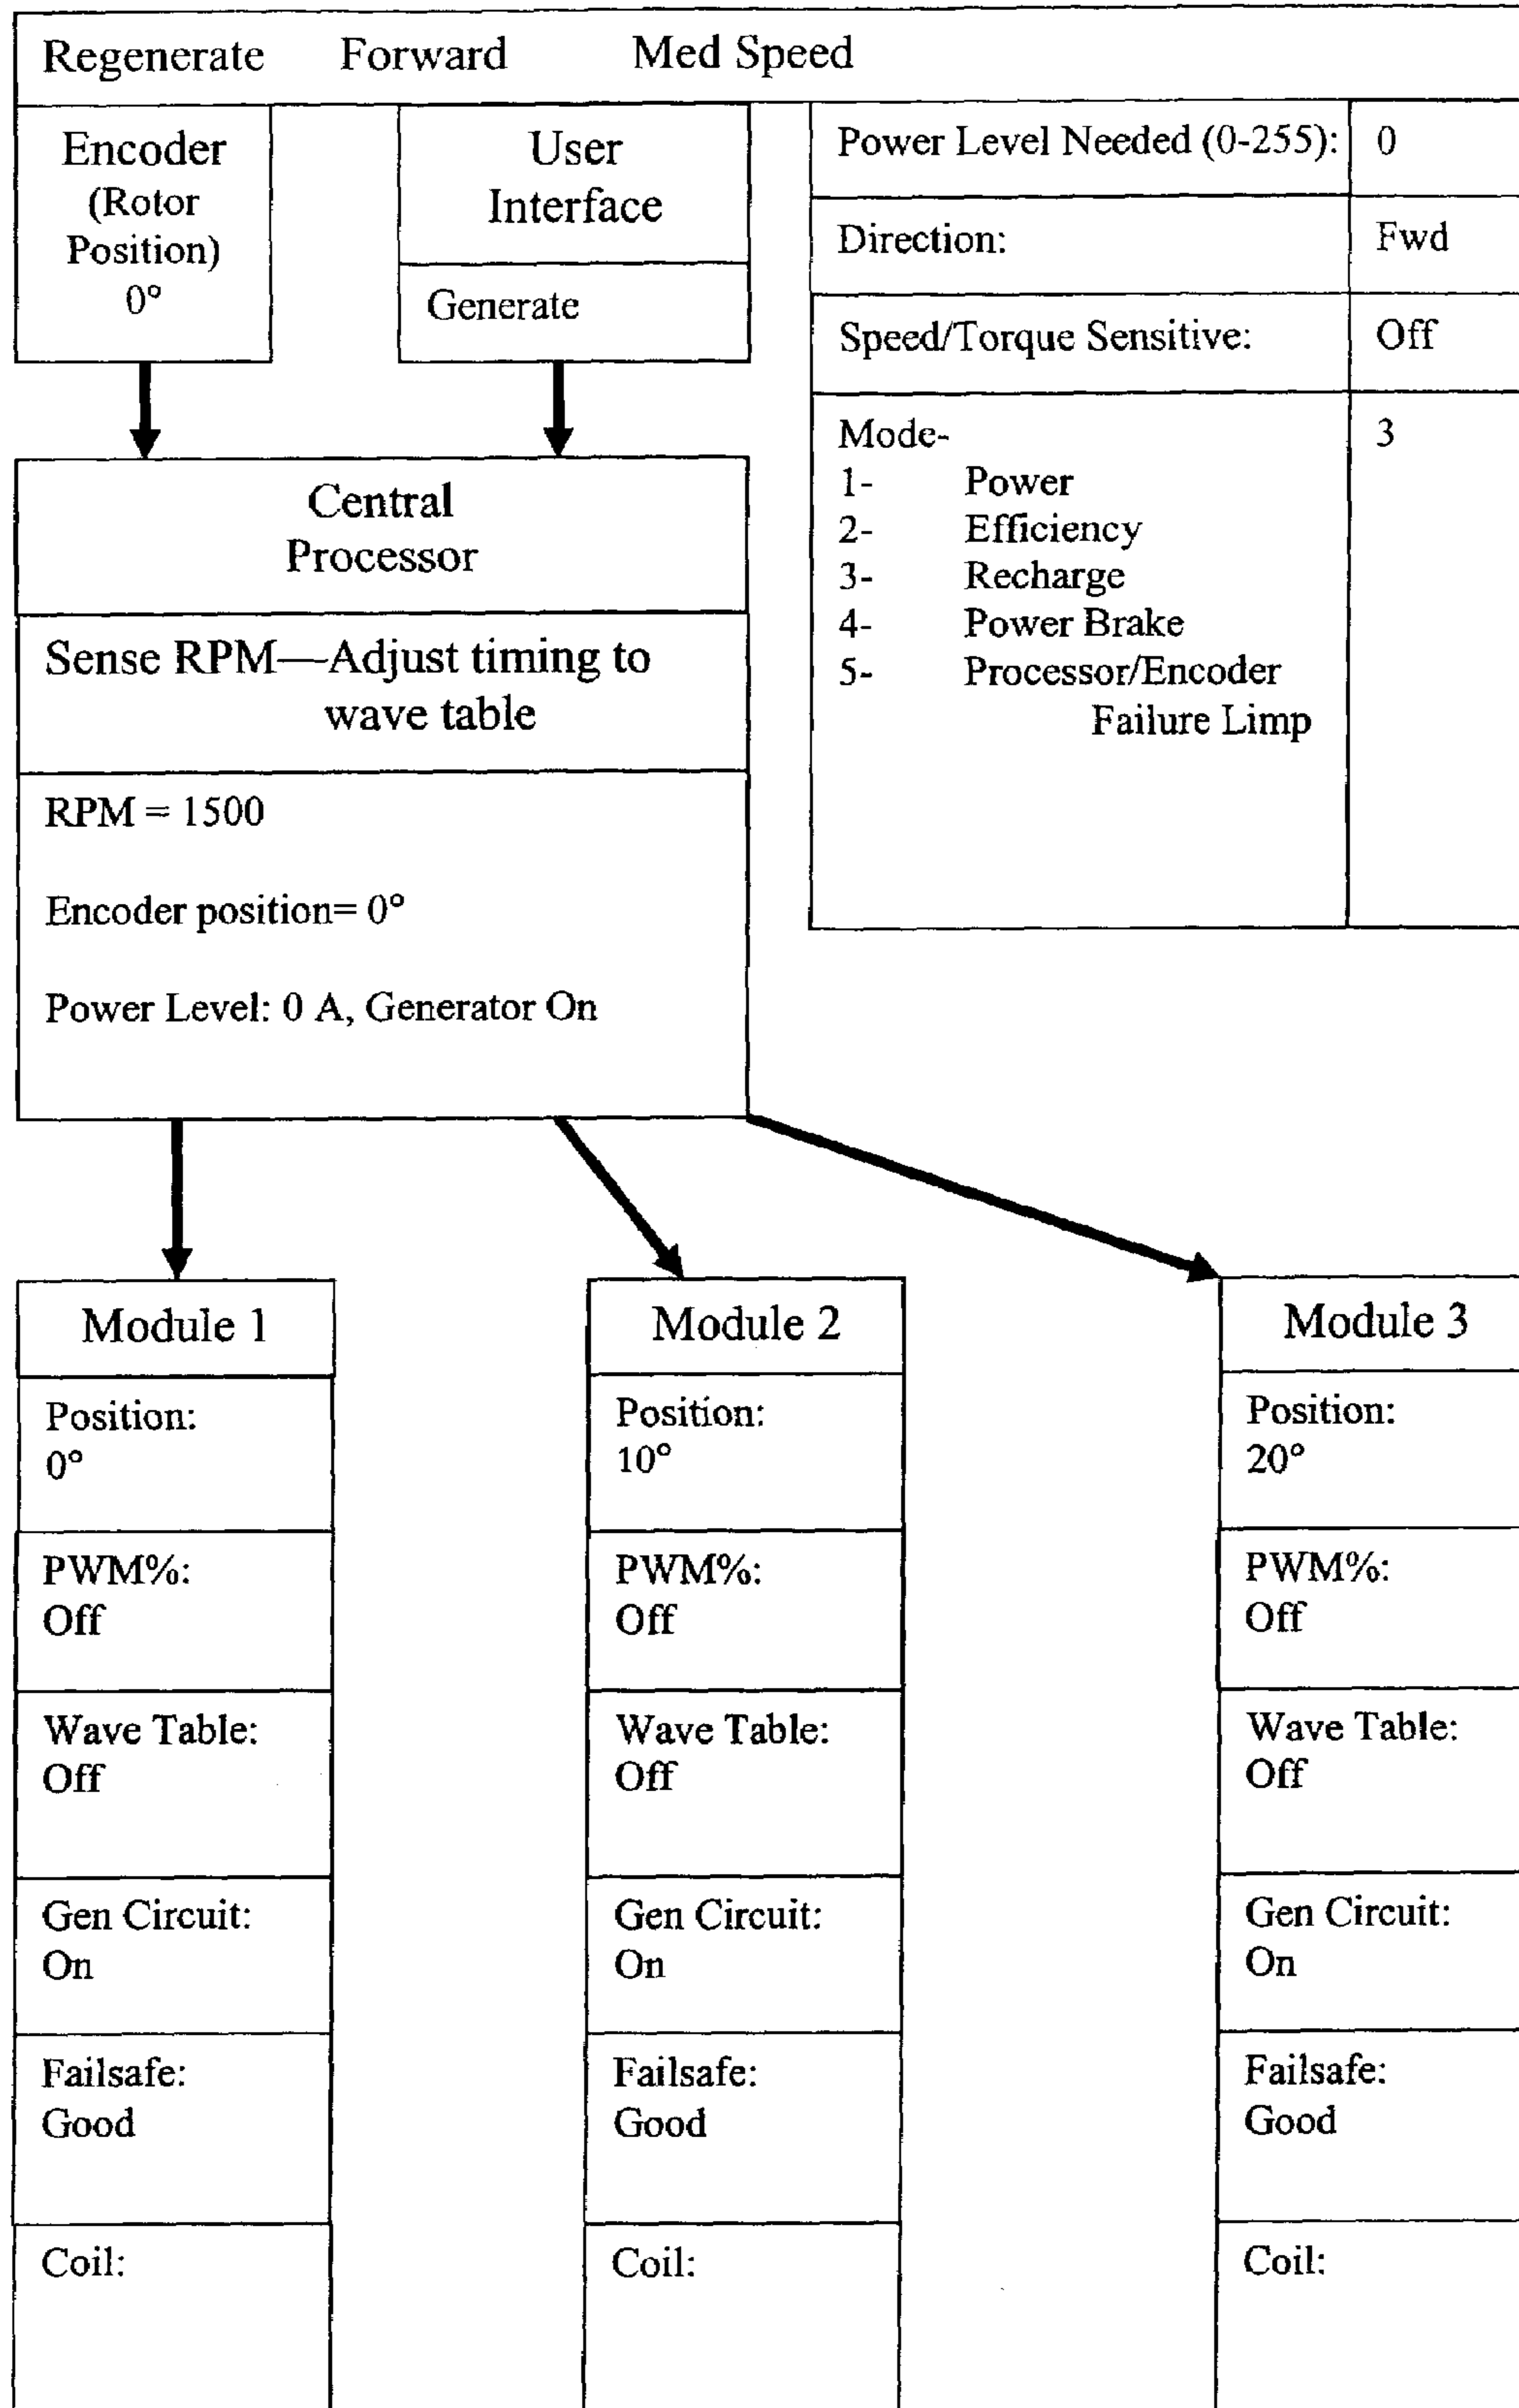 Regenerate Forward Med Speed
Encoder
(Rotor
Position)
0°
User
Interface
Generate
Power Level Needed (0-255): 0
Direction: Fwd
Speed/Torque Sensitive: Off
Mode- 3
1- Power
2- Efficiency
3- Recharge
4- Power Brake
5- Processor/Encoder
Failure Limp
Central
Processor
Sense RPM—Adjust timing to
wave table
RPM = 1500
Encoder position= 0°
Power Level: 0 A, Generator On
Module 1
Position:
0°
PWM%:
Off
Wave Table:
Off
Gen Circuit:
On
Failsafe:
Good
Coil:
Module 2
Position:
10°
PWM%:
Off
Wave Table:
Off
Gen Circuit:
On
Failsafe:
Good
Coil:
Module 3
Position:
20°
PWM%:
Off
Wave Table:
Off
Gen Circuit:
On
Failsafe:
Good
Coil: